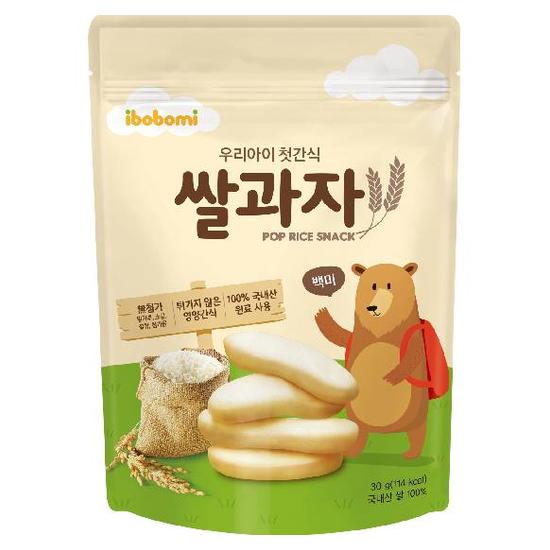 ibobomi
우리아이 첫간식
쌀과자
POP RICE SNACK
백미
無첨가
튀기지 않은
영양간식
100% 국내산
원료 사용
30 g(114 kcal)
국내산 쌀 100%